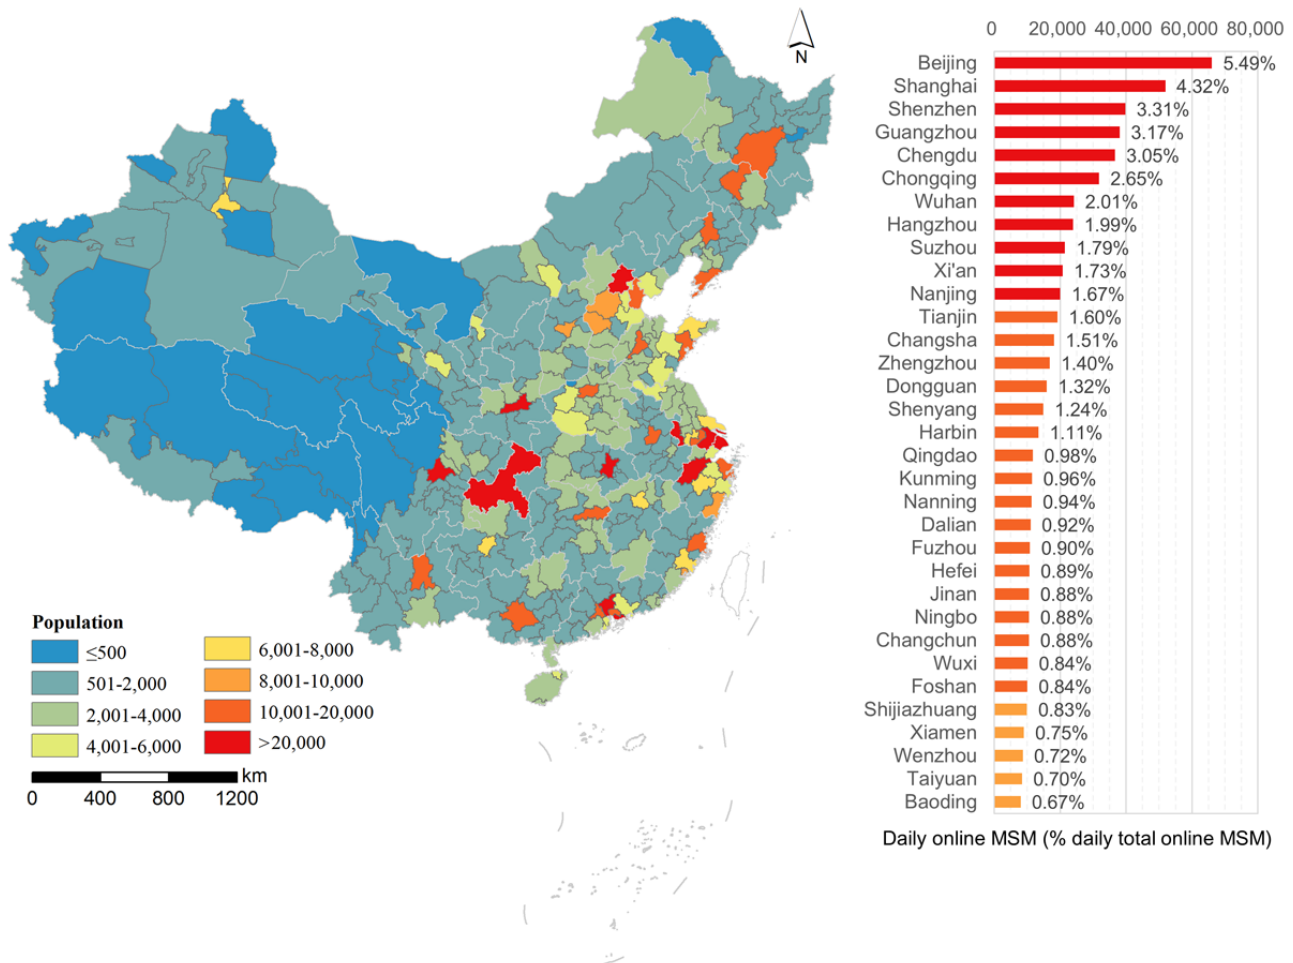 N
Population
≤500
501-2,000
2,001-4,000
4,001-6,000
6,001-8,000
8,001-10,000
10,001-20,000
>20,000
km
0 400 800 1200
0 20,000 40,000 60,000 80,000
Beijing 5.49%
Shanghai 4.32%
Shenzhen 3.31%
Guangzhou 3.17%
Chengdu 3.05%
Chongqing 2.65%
Wuhan 2.01%
Hangzhou 1.99%
Suzhou 1.79%
Xi'an 1.73%
Nanjing 1.67%
Tianjin 1.60%
Changsha 1.51%
Zhengzhou 1.40%
Dongguan 1.32%
Shenyang 1.24%
Harbin 1.11%
Qingdao 0.98%
Kunming 0.96%
Nanning 0.94%
Dalian 0.92%
Fuzhou 0.90%
Hefei 0.89%
Jinan 0.88%
Ningbo 0.88%
Changchun 0.88%
Wuxi 0.84%
Foshan 0.84%
Shijiazhuang 0.83%
Xiamen 0.75%
Wenzhou 0.72%
Taiyuan 0.70%
Baoding 0.67%
Daily online MSM (% daily total online MSM)